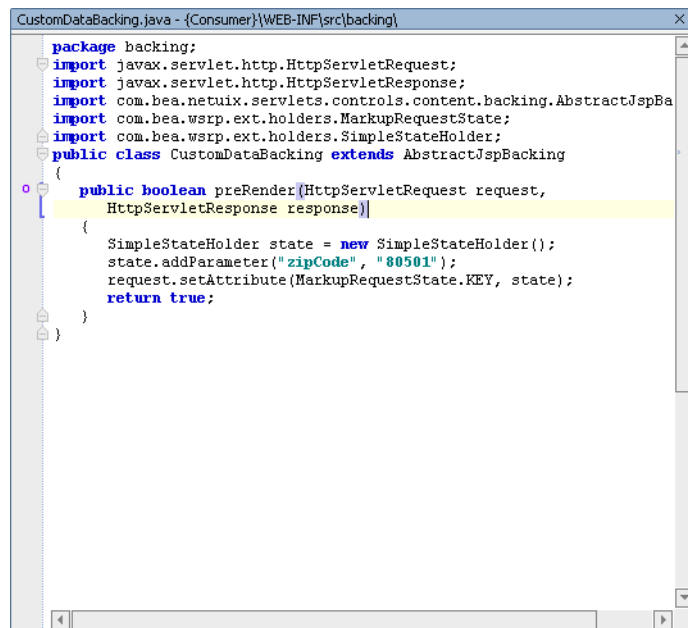 CustomDataBacking.java - {Consumer}\WEB-INF\src\backing\
package backing;
import javax.servlet.http.HttpServletRequest;
import javax.servlet.http.HttpServletResponse;
import com.bea.netuix.servlets.controls.content.backing.AbstractJspBa
import com.bea.wsrp.ext.holders.MarkupRequestState;
import com.bea.wsrp.ext.holders.SimpleStateHolder;
public class CustomDataBacking extends AbstractJspBacking
{
public boolean preRender(HttpServletRequest request,
HttpServletResponse response)
{
SimpleStateHolder state = new SimpleStateHolder();
state.addParameter("zipCode", "80501");
request.setAttribute(MarkupRequestState.KEY, state);
return true;
}
}